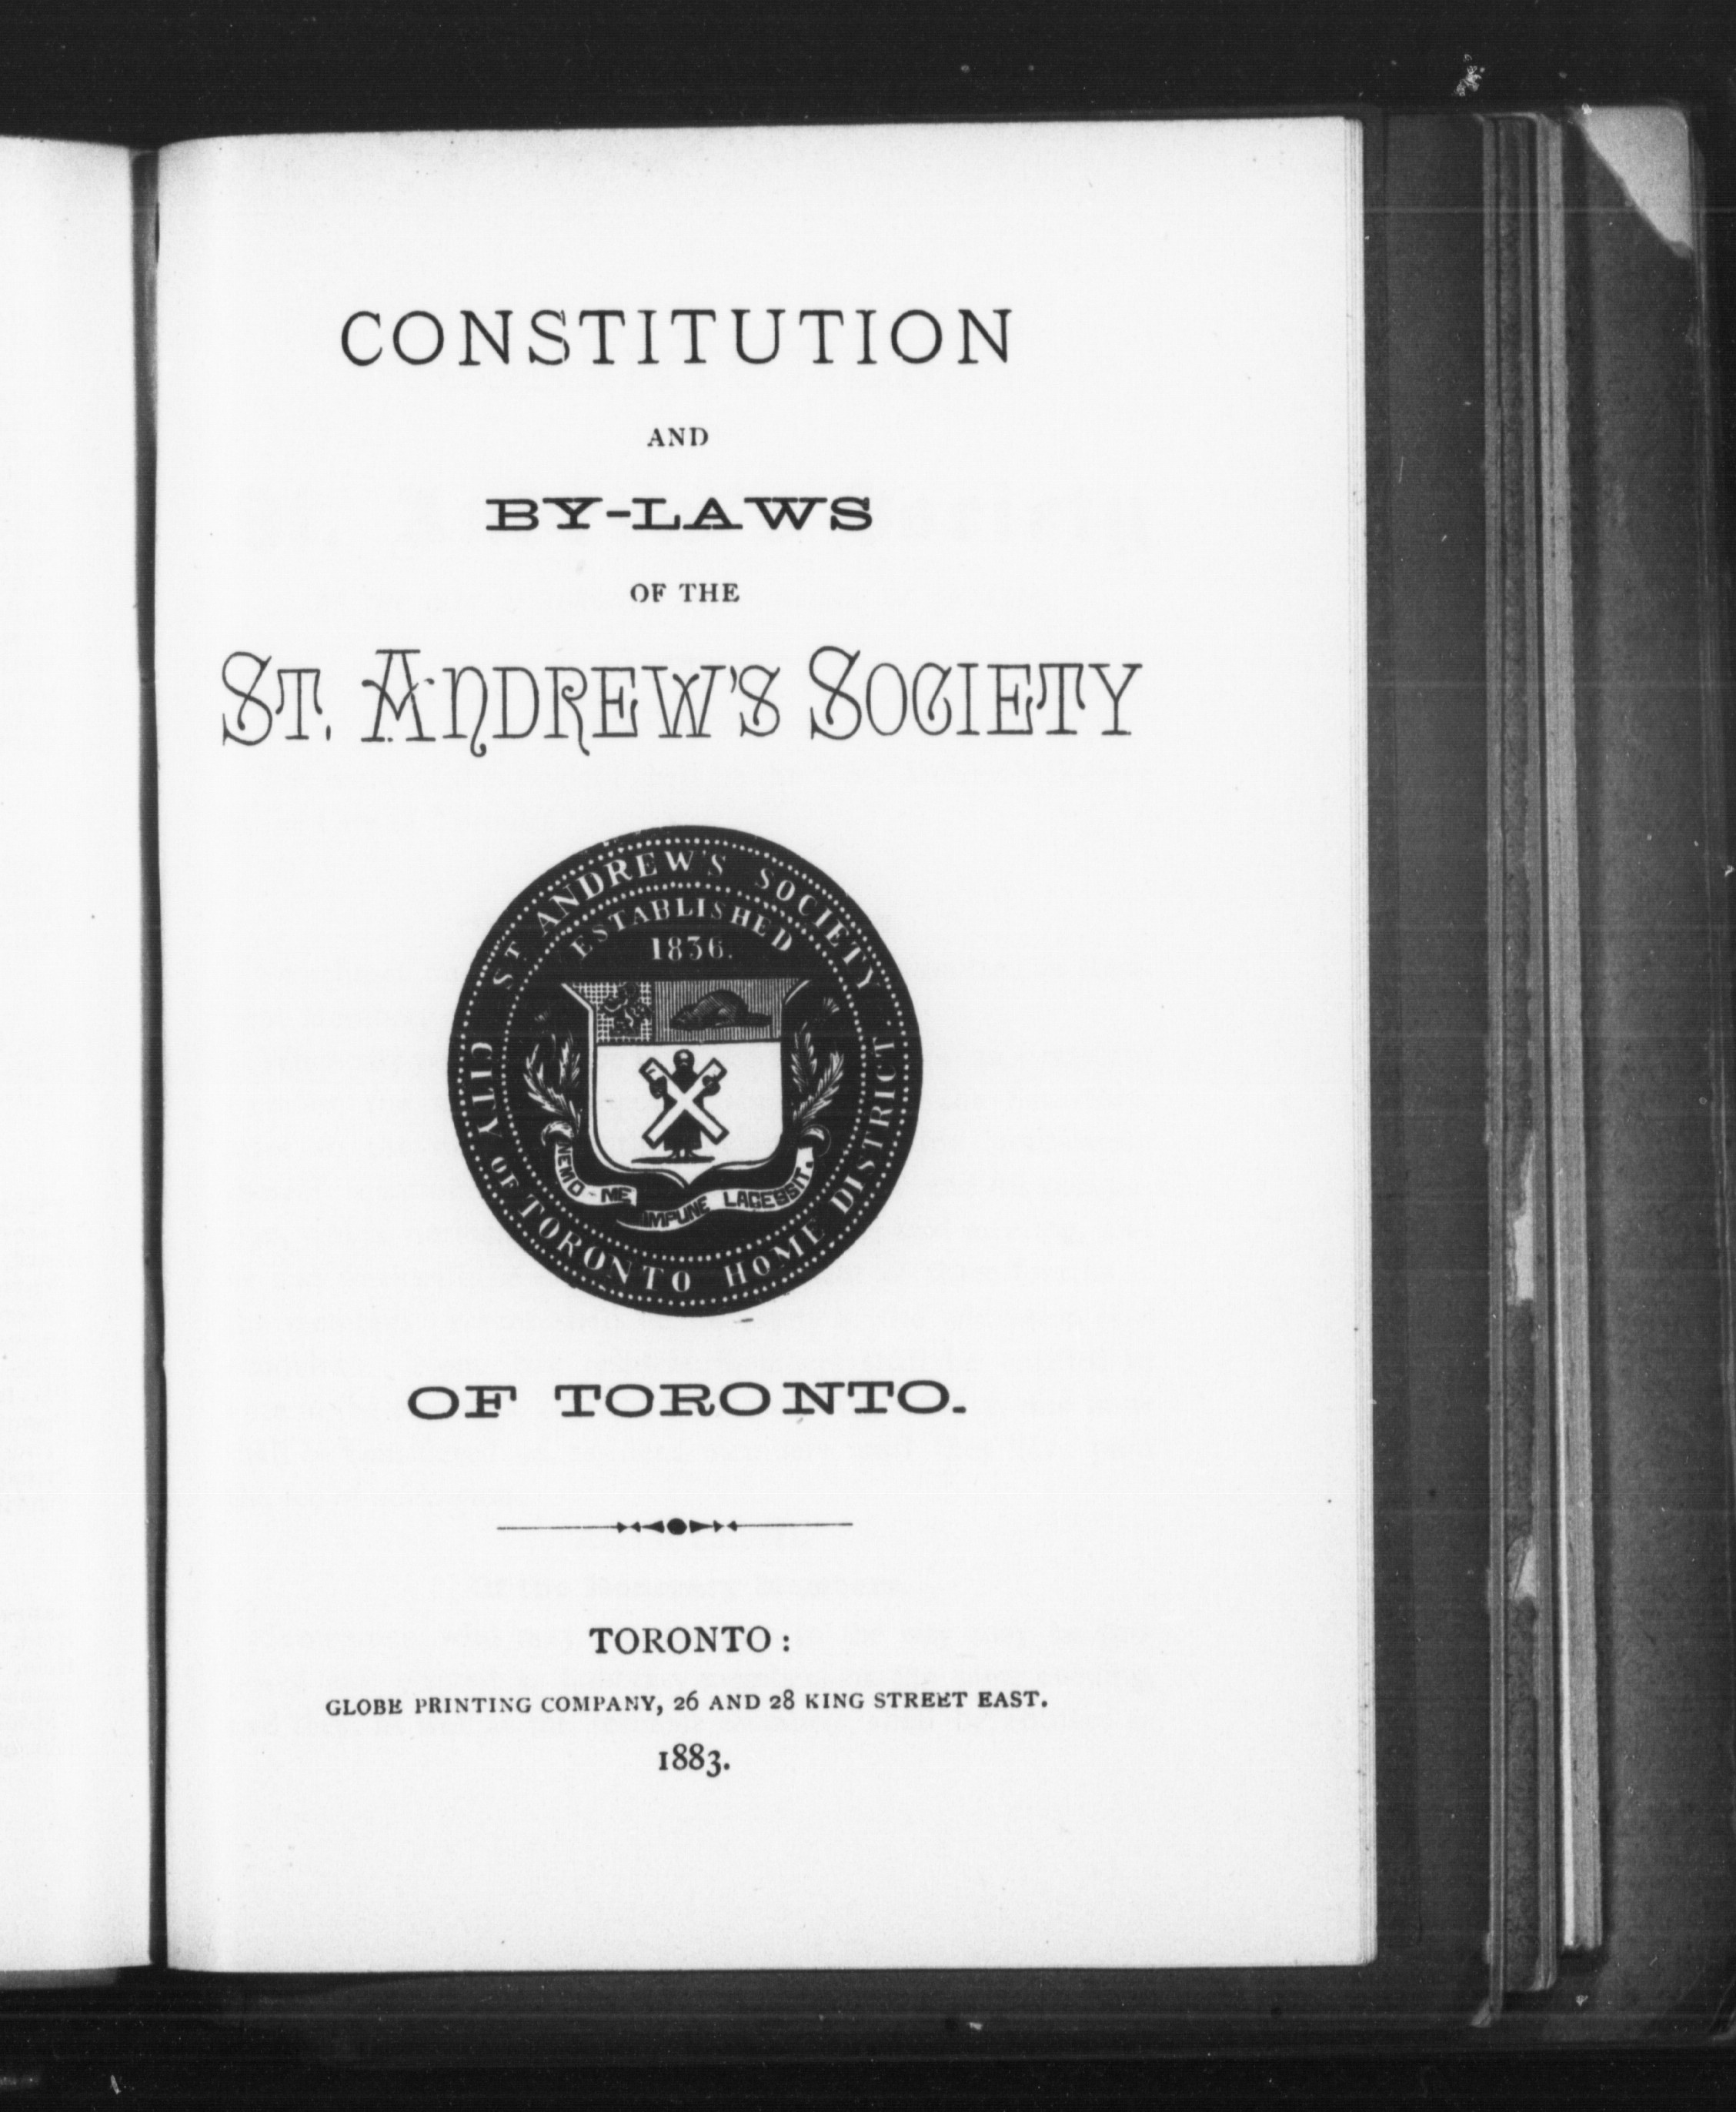 CONSTITUTION
AND
BY-LAWS
OF THE
ST. ANDREW'S SOCIETY
ST. ANDREW'S SOCIETY
CITY OF TORONTO HOME DISTRICT.
ESTABLISHED
1836.
NEMO - ME IMPUNE LACESSIT.
OF TORONTO.
TORONTO:
GLOBE PRINTING COMPANY, 26 AND 28 KING STREET EAST.
1883.